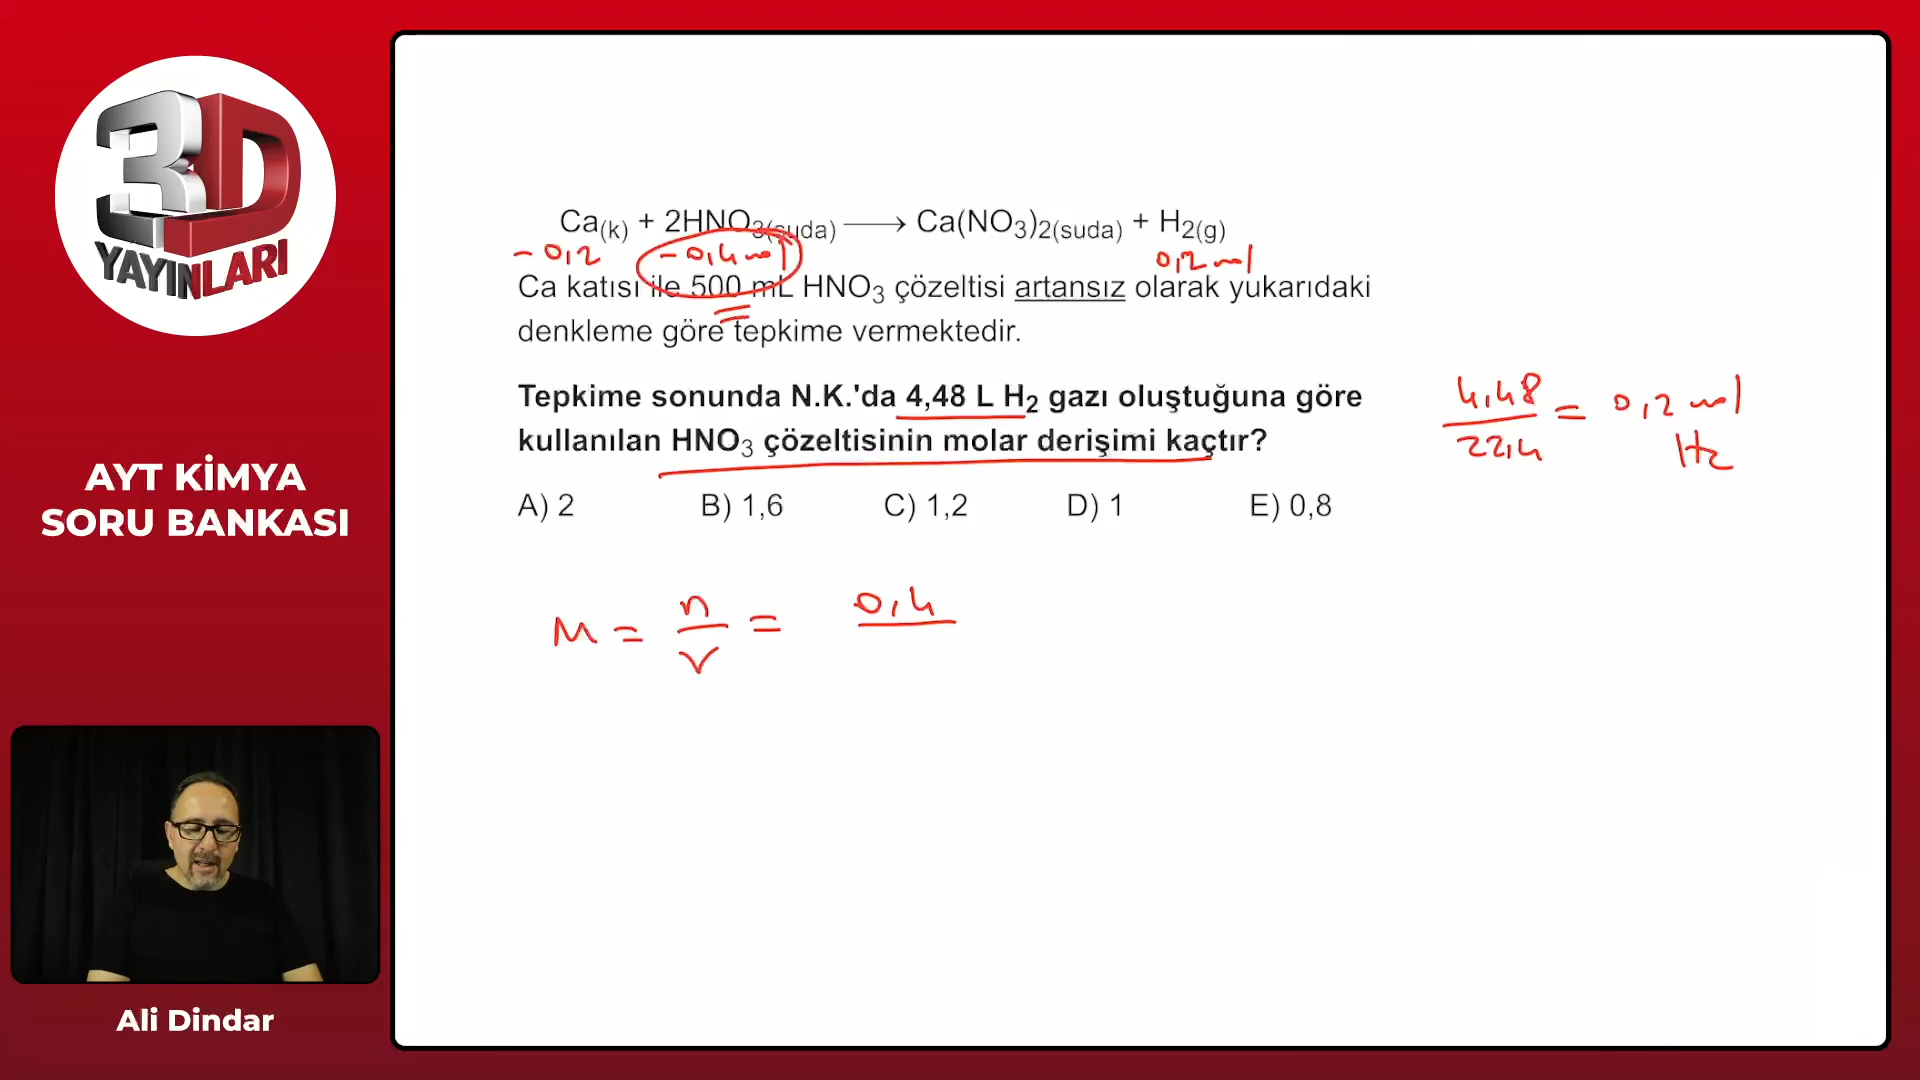 3D
YAYINLARI
AYT KİMYA
SORU BANKASI
Ali Dindar
Ca(k) + 2HNO3(suda) ⟶ Ca(NO3)2(suda) + H2(g)
- 0,2 - 0,4 mol 0,2 mol
Ca katısı ile 500 mL HNO3 çözeltisi artansız olarak yukarıdaki
denkleme göre tepkime vermektedir.
Tepkime sonunda N.K.'da 4,48 L H2 gazı oluştuğuna göre
kullanılan HNO3 çözeltisinin molar derişimi kaçtır?
A) 2 B) 1,6 C) 1,2 D) 1 E) 0,8
4,48 / 22,4 = 0,2 mol
H2
M = n / V = 0,4